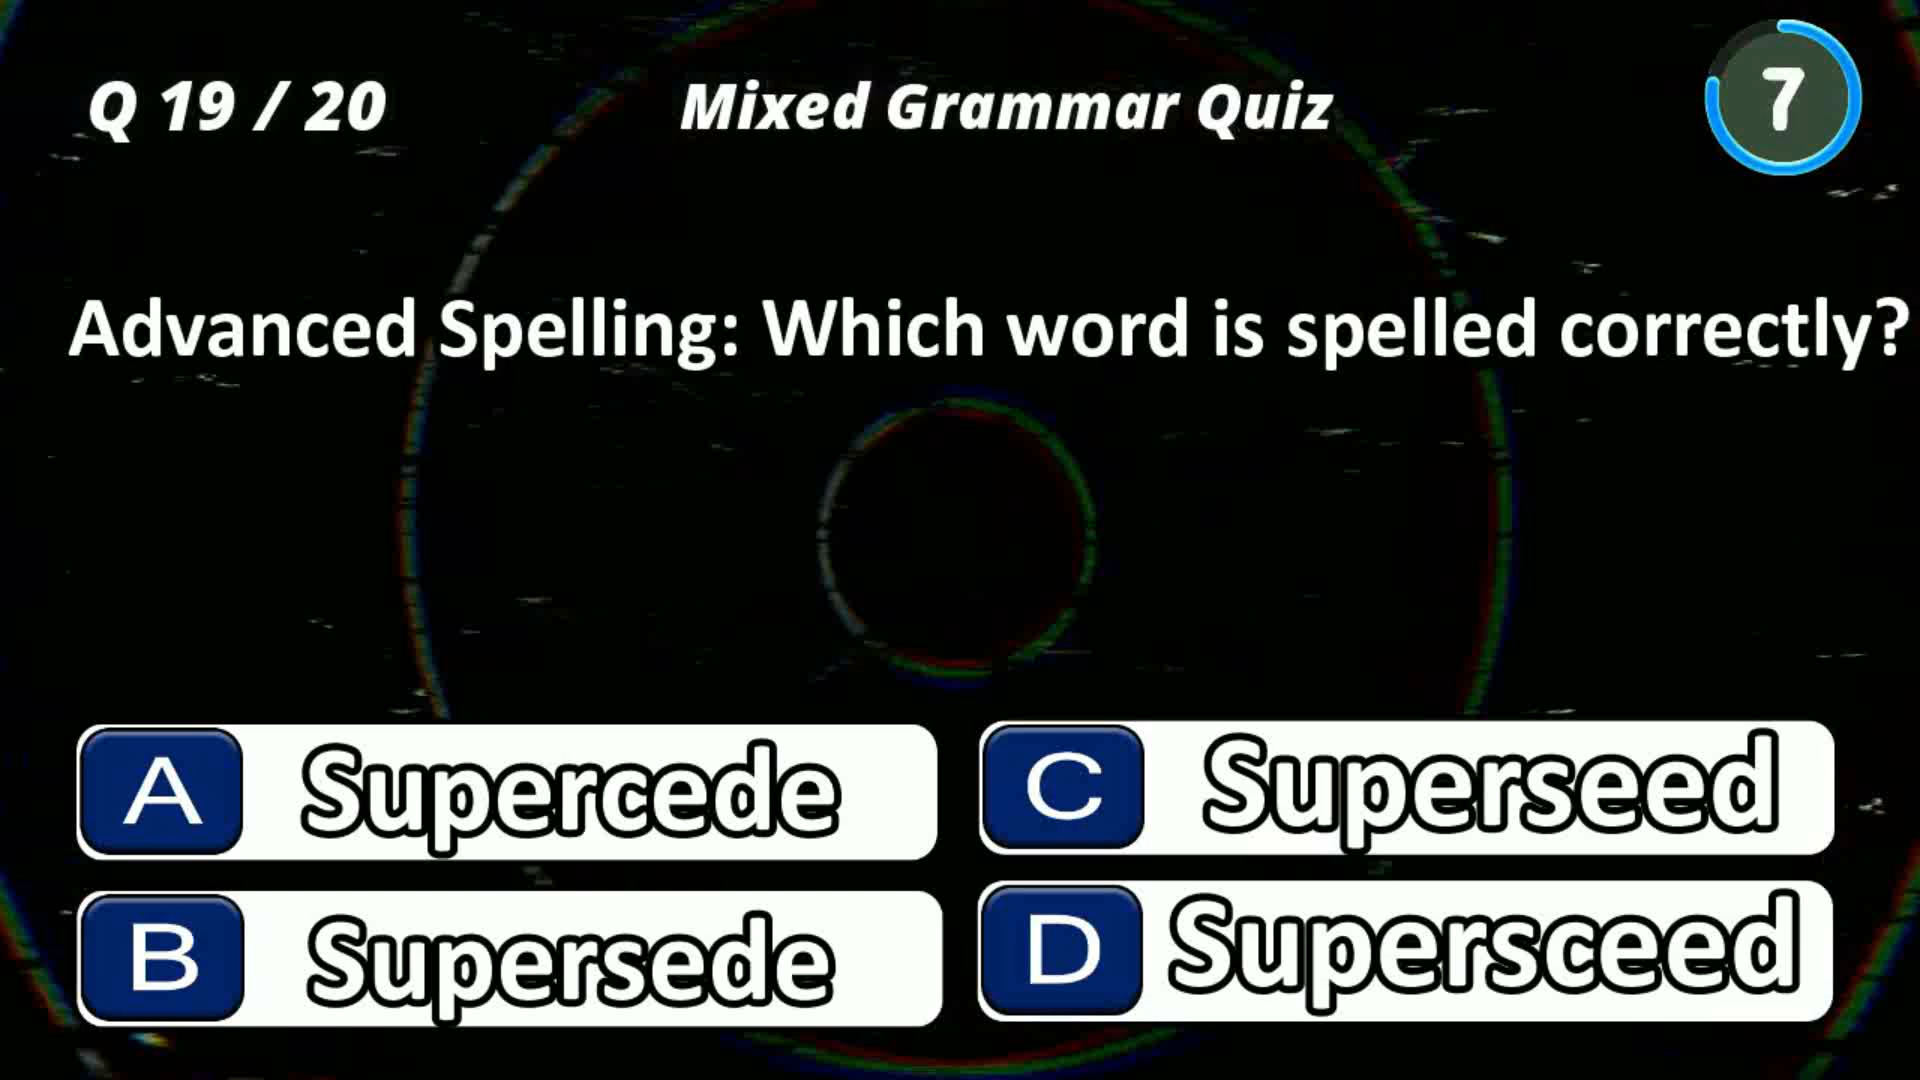 Q 19 / 20
Mixed Grammar Quiz
7
Advanced Spelling: Which word is spelled correctly?
A Supercede
B Supersede
C Superseed
D Supersceed